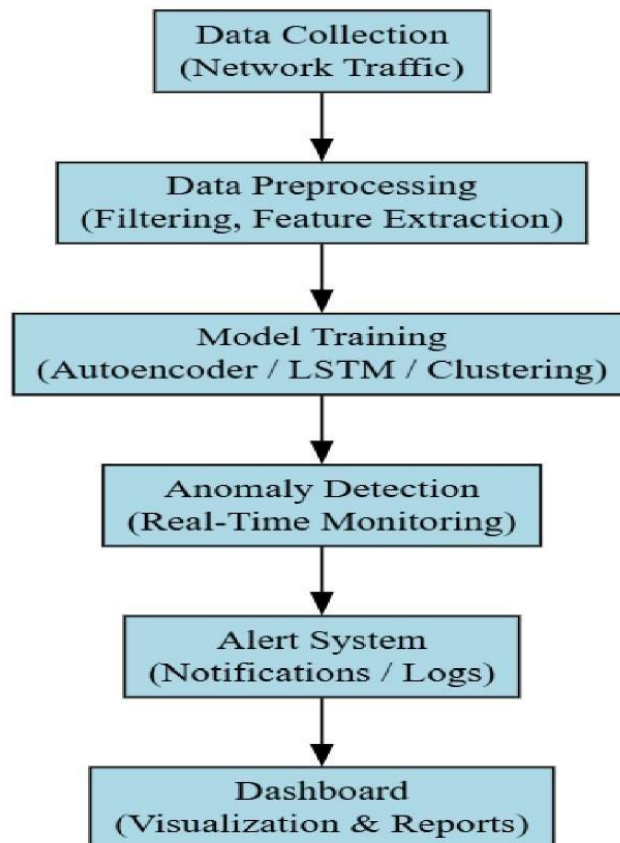 Data Collection
(Network Traffic)
Data Preprocessing
(Filtering, Feature Extraction)
Model Training
(Autoencoder / LSTM / Clustering)
Anomaly Detection
(Real-Time Monitoring)
Alert System
(Notifications / Logs)
Dashboard
(Visualization & Reports)